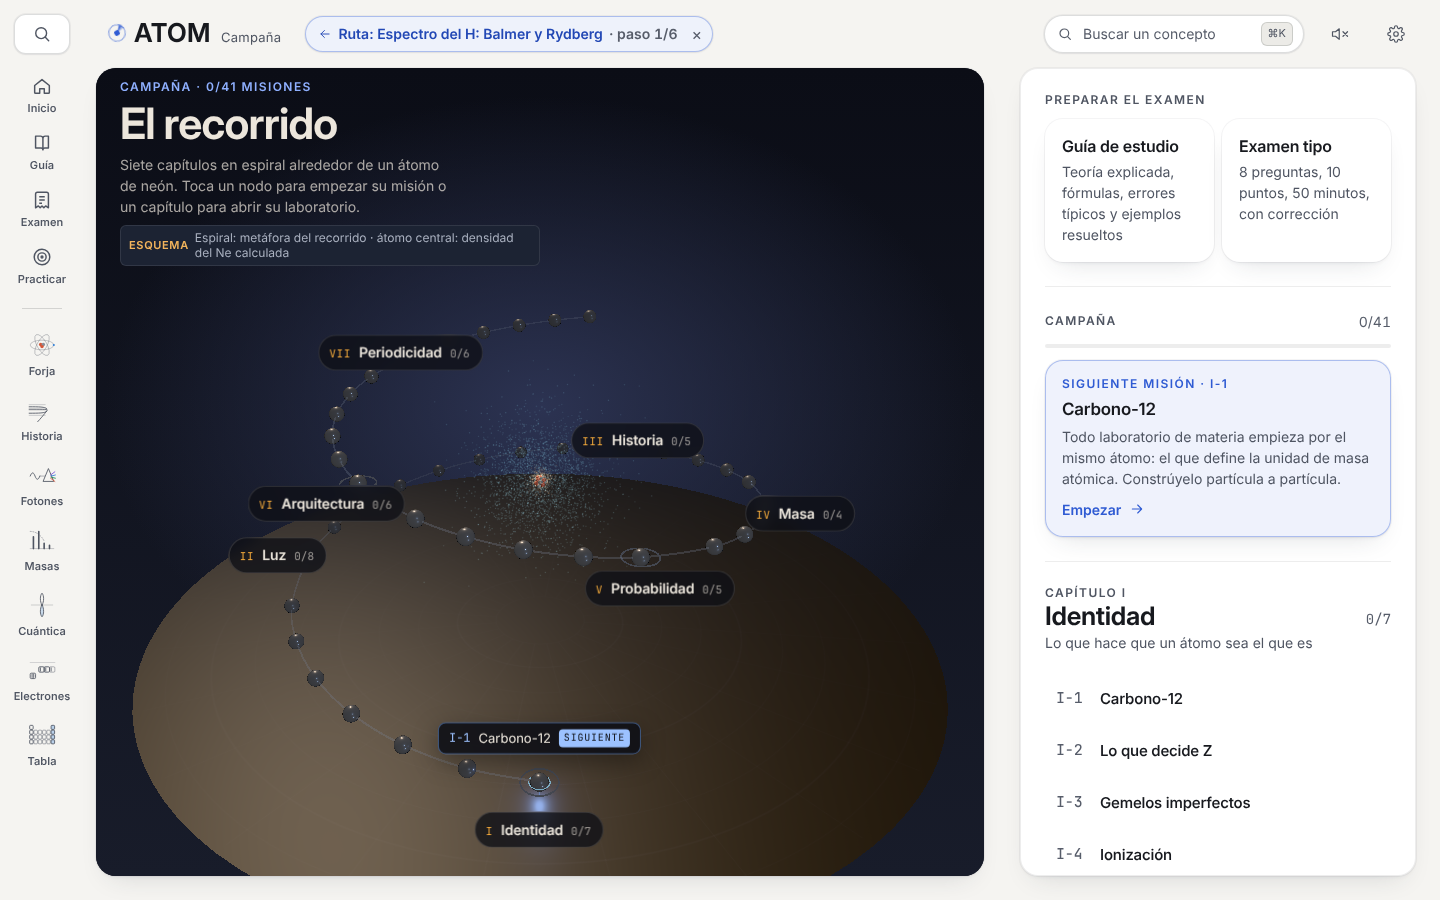 ATOM Campaña
← Ruta: Espectro del H: Balmer y Rydberg · paso 1/6 ×
Buscar un concepto ⌘K
Inicio
Guía
Examen
Practicar
Forja
Historia
Fotones
Masas
Cuántica
Electrones
Tabla
CAMPAÑA · 0/41 MISIONES
El recorrido
Siete capítulos en espiral alrededor de un átomo
de neón. Toca un nodo para empezar su misión o
un capítulo para abrir su laboratorio.
ESQUEMA Espiral: metáfora del recorrido · átomo central: densidad
del Ne calculada
VII Periodicidad 0/6
III Historia 0/5
VI Arquitectura 0/6
IV Masa 0/4
II Luz 0/8
V Probabilidad 0/5
I-1 Carbono-12 SIGUIENTE
I Identidad 0/7
PREPARAR EL EXAMEN
Guía de estudio
Teoría explicada,
fórmulas, errores
típicos y ejemplos
resueltos
Examen tipo
8 preguntas, 10
puntos, 50 minutos,
con corrección
CAMPAÑA 0/41
SIGUIENTE MISIÓN · I-1
Carbono-12
Todo laboratorio de materia empieza por el
mismo átomo: el que define la unidad de masa
atómica. Constrúyelo partícula a partícula.
Empezar →
CAPÍTULO I
Identidad 0/7
Lo que hace que un átomo sea el que es
I-1 Carbono-12
I-2 Lo que decide Z
I-3 Gemelos imperfectos
I-4 Ionización